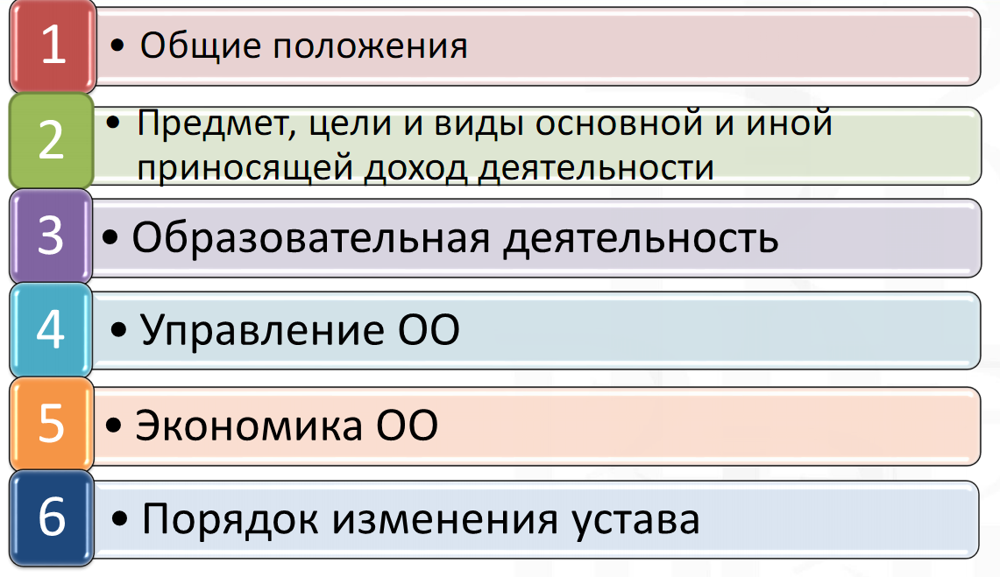 1 • Общие положения
2 • Предмет, цели и виды основной и иной
приносящей доход деятельности
3 • Образовательная деятельность
4 • Управление ОО
5 • Экономика ОО
6 • Порядок изменения устава